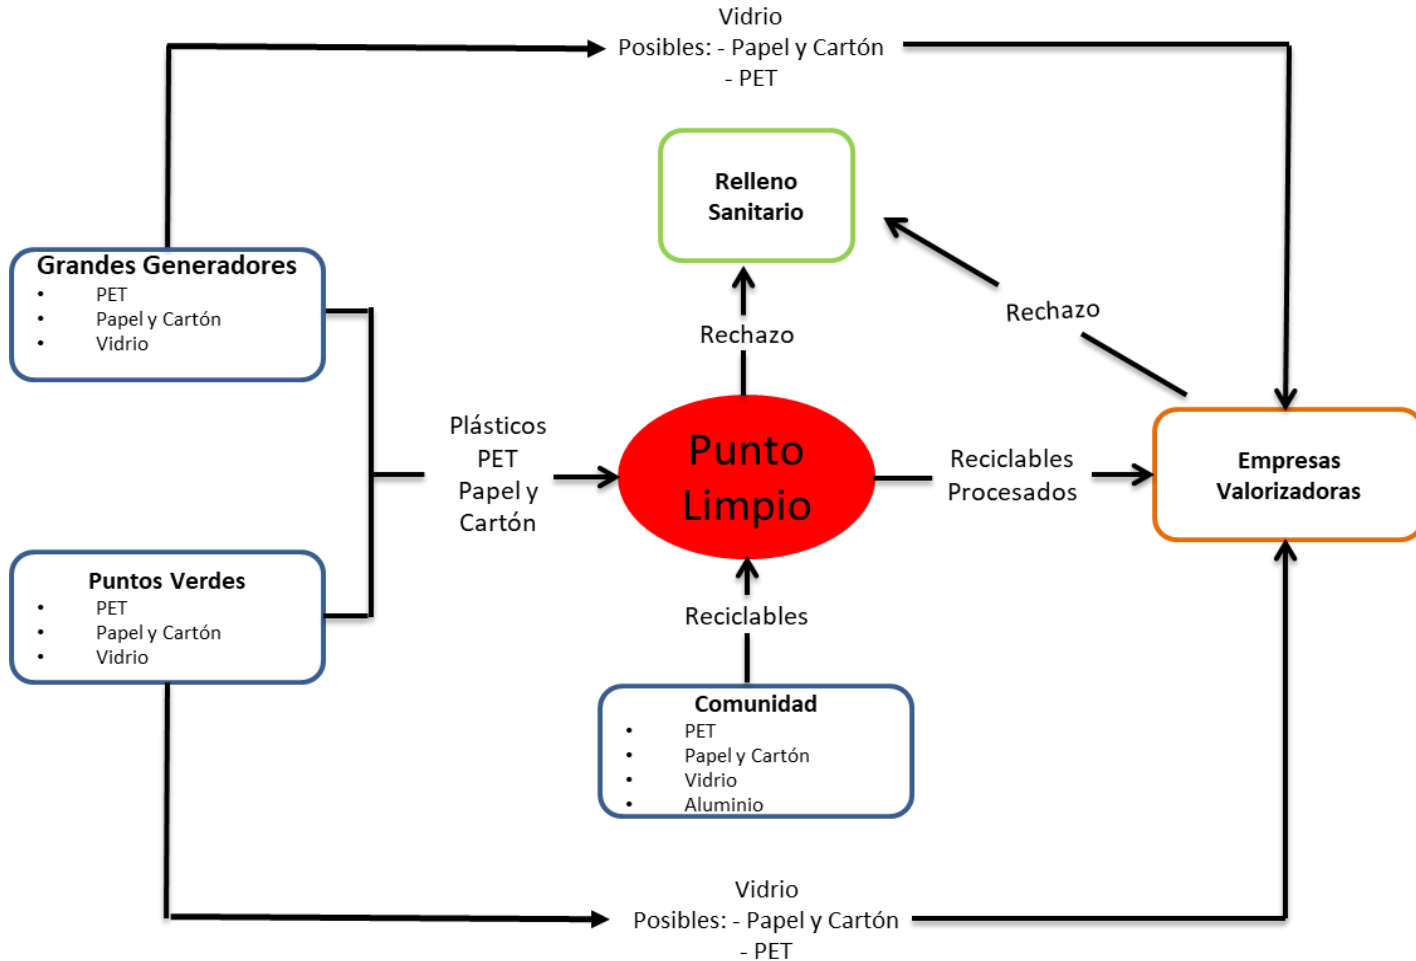 Vidrio
Posibles: - Papel y Cartón
- PET
Relleno
Sanitario
Grandes Generadores
• PET
• Papel y Cartón
• Vidrio
Rechazo
Rechazo
Plásticos
PET
Papel y
Cartón
Punto
Limpio
Reciclables
Procesados
Empresas
Valorizadoras
Puntos Verdes
• PET
• Papel y Cartón
• Vidrio
Reciclables
Comunidad
• PET
• Papel y Cartón
• Vidrio
• Aluminio
Vidrio
Posibles: - Papel y Cartón
- PET